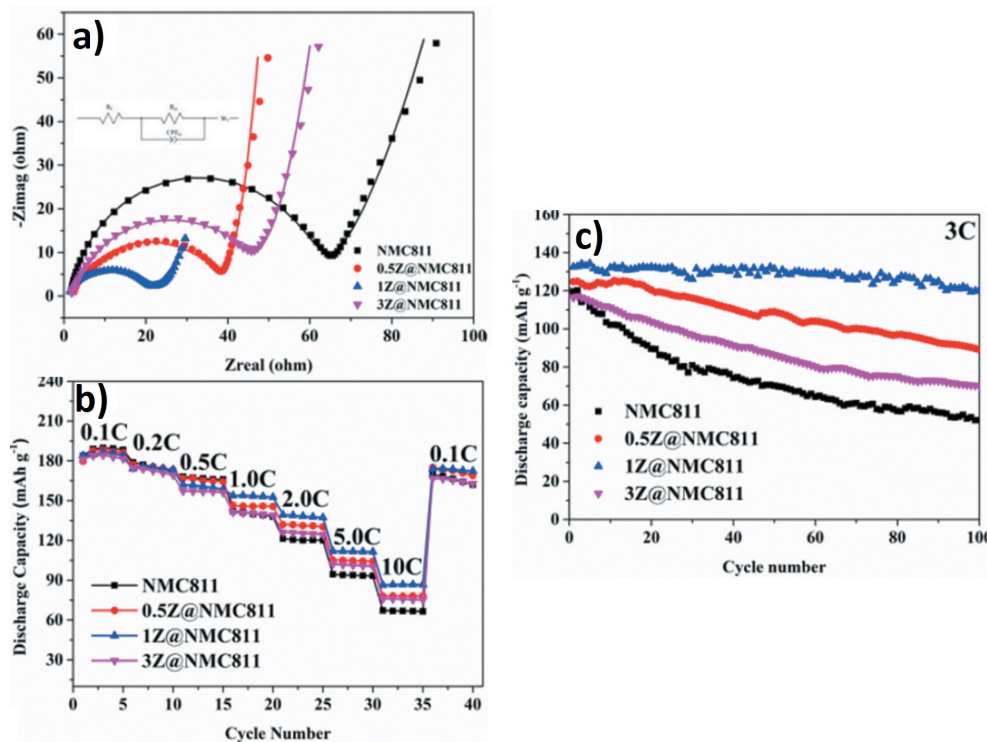 a)
60
50
40
30
20
10
0
-Zimag (ohm)
NMC811
0.5Z@NMC811
1Z@NMC811
3Z@NMC811
0 20 40 60 80 100
Zreal (ohm)
b)
240
210
180
150
120
90
60
30
Discharge Capacity (mAh g⁻¹)
0.1C
0.2C
0.5C
1.0C
2.0C
5.0C
10C
0.1C
NMC811
0.5Z@NMC811
1Z@NMC811
3Z@NMC811
0 5 10 15 20 25 30 35 40
Cycle Number
c)
3C
160
140
120
100
80
60
40
20
0
Discharge capacity (mAh g⁻¹)
NMC811
0.5Z@NMC811
1Z@NMC811
3Z@NMC811
0 20 40 60 80 100
Cycle number